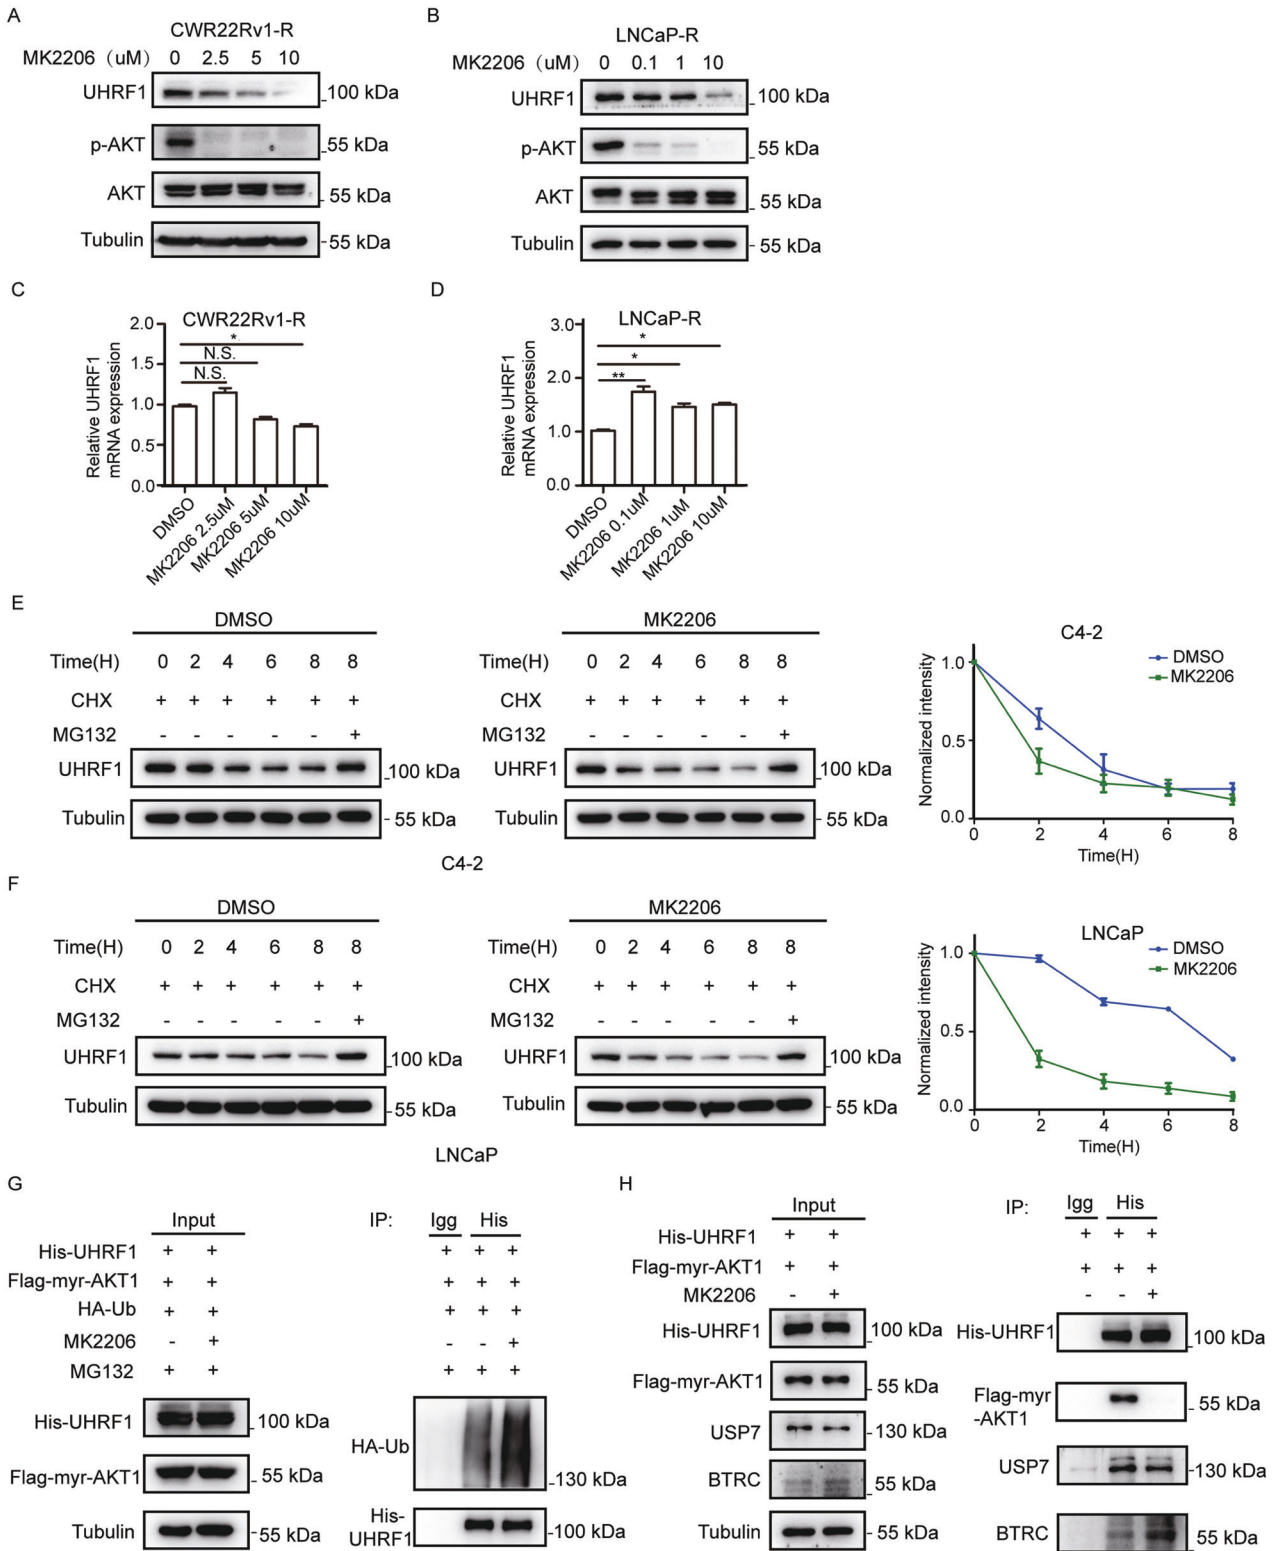 A
CWR22Rv1-R
MK2206（uM） 0 2.5 5 10
UHRF1 100 kDa
p-AKT 55 kDa
AKT 55 kDa
Tubulin 55 kDa
B
LNCaP-R
MK2206（uM） 0 0.1 1 10
UHRF1 100 kDa
p-AKT 55 kDa
AKT 55 kDa
Tubulin 55 kDa
C
CWR22Rv1-R
Relative UHRF1
mRNA expression
2.0
1.5
1.0
0.5
0.0
*
N.S.
N.S.
DMSO
MK2206 2.5uM
MK2206 5uM
MK2206 10uM
D
LNCaP-R
Relative UHRF1
mRNA expression
3.0
2.0
1.0
0.0
*
*
**
DMSO
MK2206 0.1uM
MK2206 1uM
MK2206 10uM
E
DMSO
Time(H) 0 2 4 6 8 8
CHX + + + + + +
MG132 - - - - - +
UHRF1 100 kDa
Tubulin 55 kDa
MK2206
Time(H) 0 2 4 6 8 8
CHX + + + + + +
MG132 - - - - - +
UHRF1 100 kDa
Tubulin 55 kDa
C4-2
C4-2
DMSO
MK2206
Normalized intensity
1.0
0.5
0.0
0 2 4 6 8
Time(H)
F
DMSO
Time(H) 0 2 4 6 8 8
CHX + + + + + +
MG132 - - - - - +
UHRF1 100 kDa
Tubulin 55 kDa
MK2206
Time(H) 0 2 4 6 8 8
CHX + + + + + +
MG132 - - - - - +
UHRF1 100 kDa
Tubulin 55 kDa
LNCaP
LNCaP
DMSO
MK2206
Normalized intensity
1.0
0.5
0.0
0 2 4 6 8
Time(H)
G
Input
His-UHRF1 + +
Flag-myr-AKT1 + +
HA-Ub + +
MK2206 - +
MG132 + +
His-UHRF1 100 kDa
Flag-myr-AKT1 55 kDa
Tubulin 55 kDa
IP: Igg His
+ + +
+ + +
+ + +
- - +
+ + +
HA-Ub 130 kDa
His-
UHRF1 100 kDa
H
Input
His-UHRF1 + +
Flag-myr-AKT1 + +
MK2206 - +
His-UHRF1 100 kDa
Flag-myr-AKT1 55 kDa
USP7 130 kDa
BTRC 55 kDa
Tubulin 55 kDa
IP: Igg His
+ + +
+ + +
- - +
His-UHRF1 100 kDa
Flag-myr
-AKT1 55 kDa
USP7 130 kDa
BTRC 55 kDa